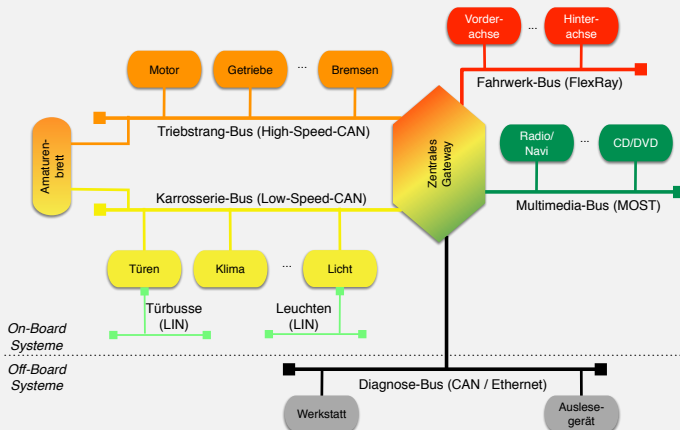 Vorder-
achse
...
Hinter-
achse
Motor
Getriebe
...
Bremsen
Fahrwerk-Bus (FlexRay)
Triebstrang-Bus (High-Speed-CAN)
Amaturen-
brett
Zentrales
Gateway
Radio/
Navi
...
CD/DVD
Karrosserie-Bus (Low-Speed-CAN)
Multimedia-Bus (MOST)
Türen
Klima
...
Licht
Türbusse
(LIN)
Leuchten
(LIN)
On-Board
Systeme
Off-Board
Systeme
Diagnose-Bus (CAN / Ethernet)
Werkstatt
Auslese-
gerät